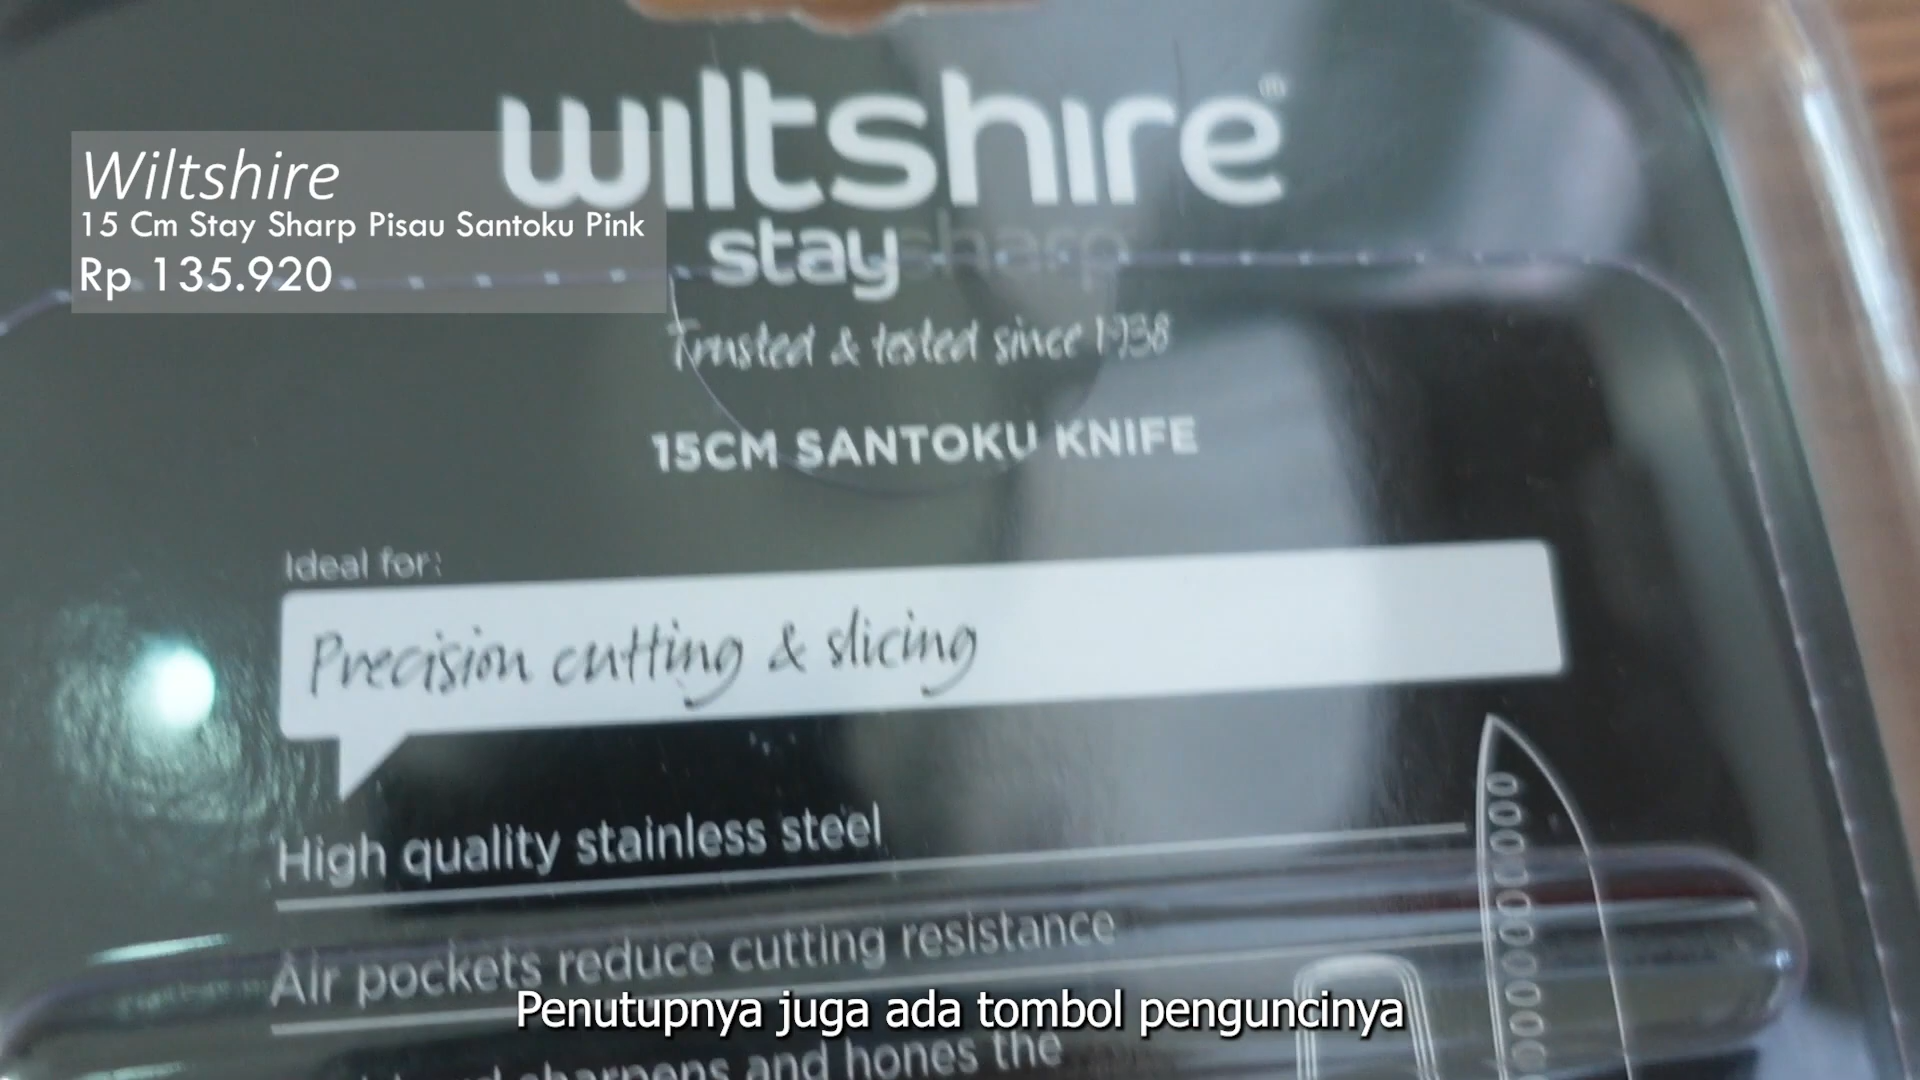 wiltshire®
Wiltshire
15 Cm Stay Sharp Pisau Santoku Pink
Rp 135.920
stay sharp
Trusted & tested since 1938
15CM SANTOKU KNIFE
Ideal for:
Precision cutting & slicing
High quality stainless steel
Air pockets reduce cutting resistance
Penutupnya juga ada tombol penguncinya
sharpens and hones the